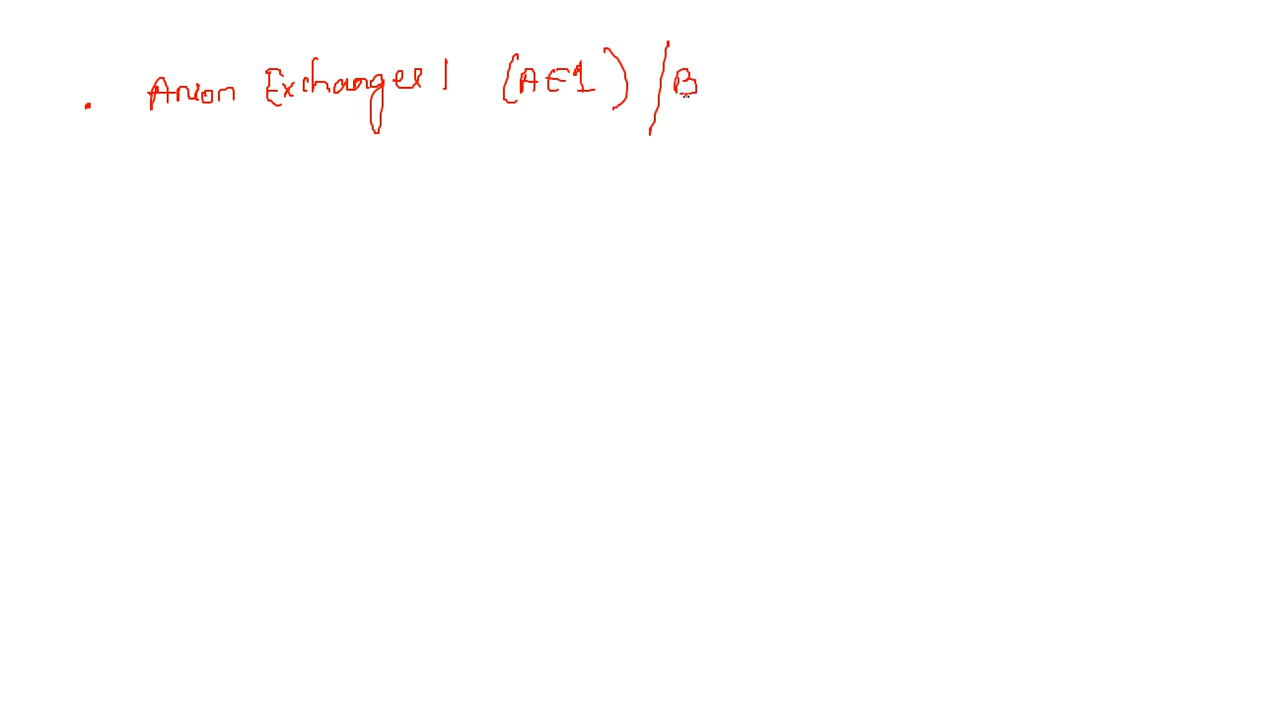 . Anion Exchanger 1 (AE1) / B